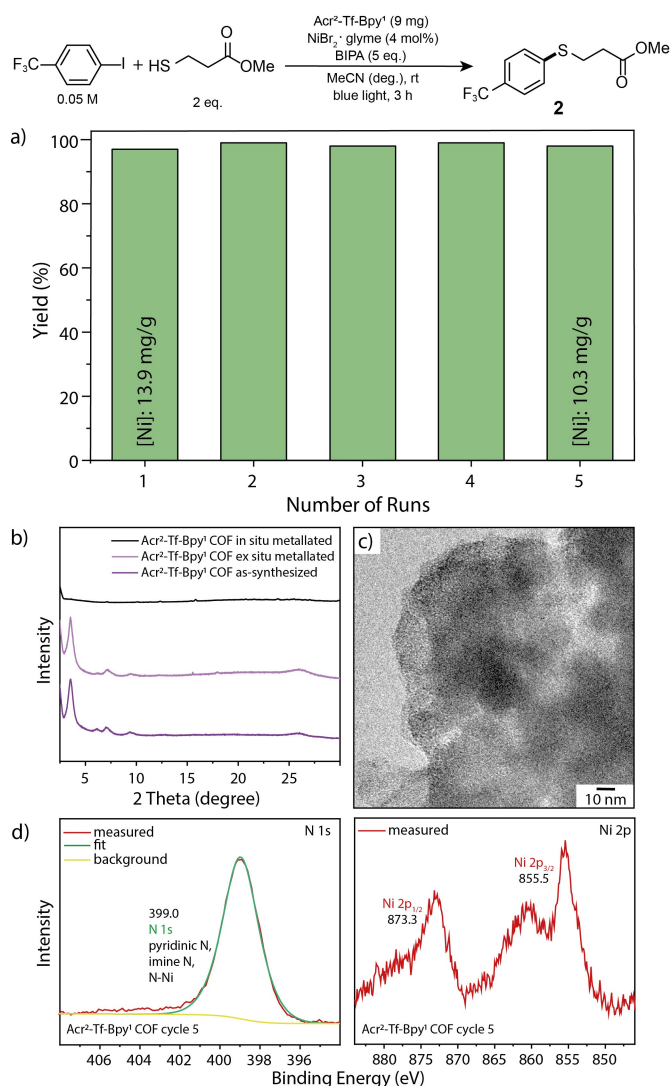 Acr²-Tf-Bpy¹ (9 mg)
NiBr₂· glyme (4 mol%)
BIPA (5 eq.)
MeCN (deg.), rt
blue light, 3 h
F₃C
I
+
HS
O
OMe
0.05 M
2 eq.
S
O
OMe
F₃C
2
a)
100
80
60
40
20
0
Yield (%)
[Ni]: 13.9 mg/g
[Ni]: 10.3 mg/g
1 2 3 4 5
Number of Runs
b)
Acr²-Tf-Bpy¹ COF in situ metallated
Acr²-Tf-Bpy¹ COF ex situ metallated
Acr²-Tf-Bpy¹ COF as-synthesized
Intensity
5 10 15 20 25
2 Theta (degree)
c)
10 nm
d)
measured
fit
background
N 1s
399.0
N 1s
pyridinic N,
imine N,
N-Ni
Intensity
Acr²-Tf-Bpy¹ COF cycle 5
406 404 402 400 398 396
measured
Ni 2p
Ni 2p₃/₂
855.5
Ni 2p₁/₂
873.3
Acr²-Tf-Bpy¹ COF cycle 5
880 875 870 865 860 855 850
Binding Energy (eV)